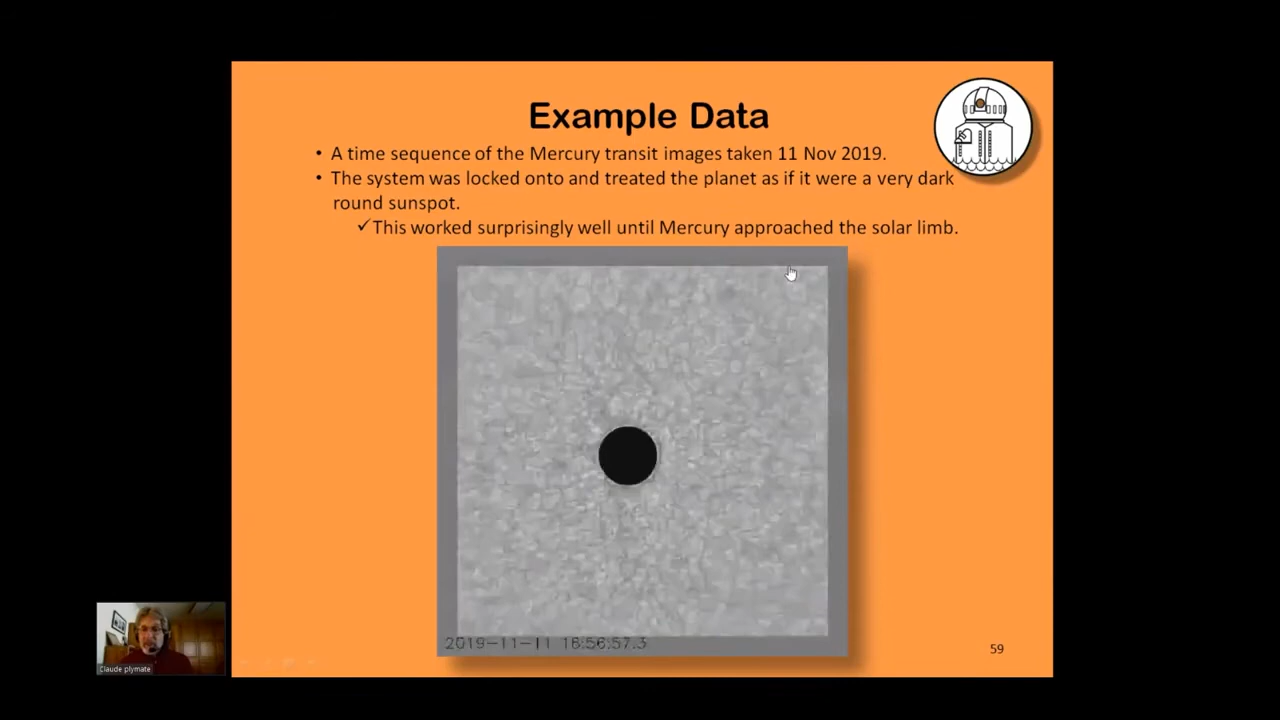 Example Data
• A time sequence of the Mercury transit images taken 11 Nov 2019.
• The system was locked onto and treated the planet as if it were a very dark
round sunspot.
✓This worked surprisingly well until Mercury approached the solar limb.
2019-11-11 16:56:57.3
Claude plymate
59